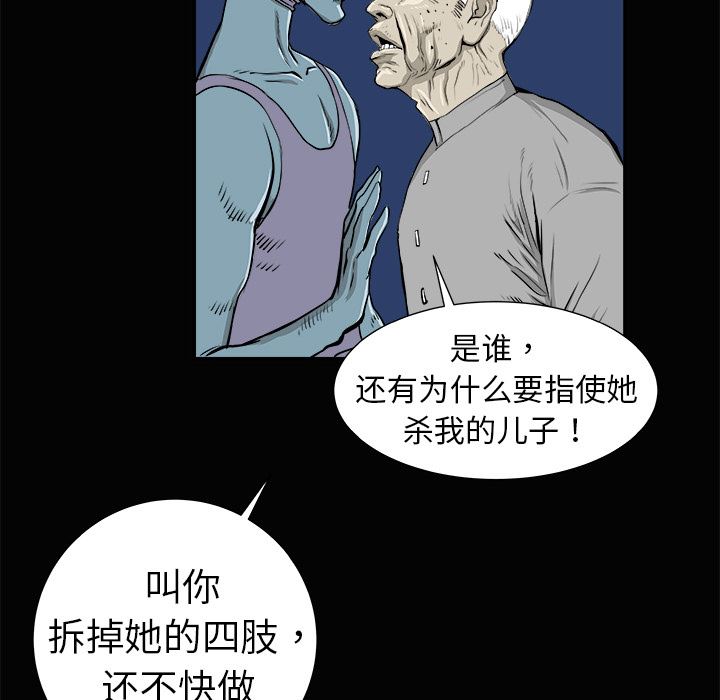 是谁，
还有为什么要指使她
杀我的儿子！
叫你
拆掉她的四肢，
还不快做